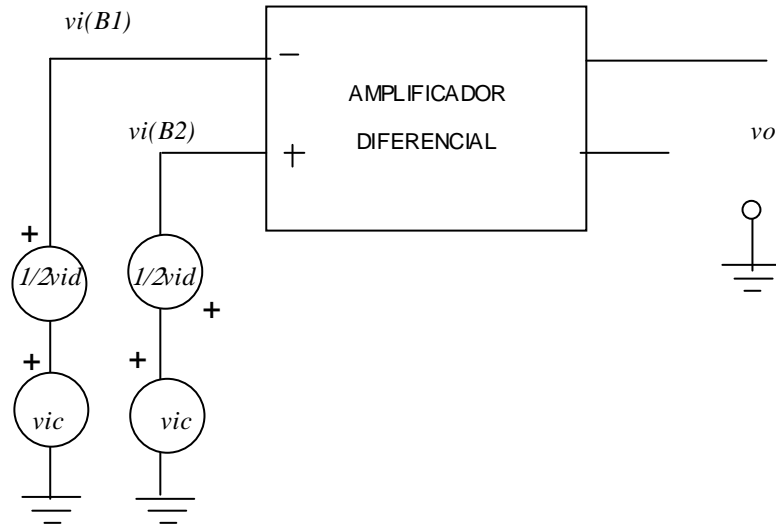 vi(B1)
−
AMPLIFICADOR
DIFERENCIAL
vi(B2)
+
vo
+
1/2vid
1/2vid
+
+
+
vic
vic